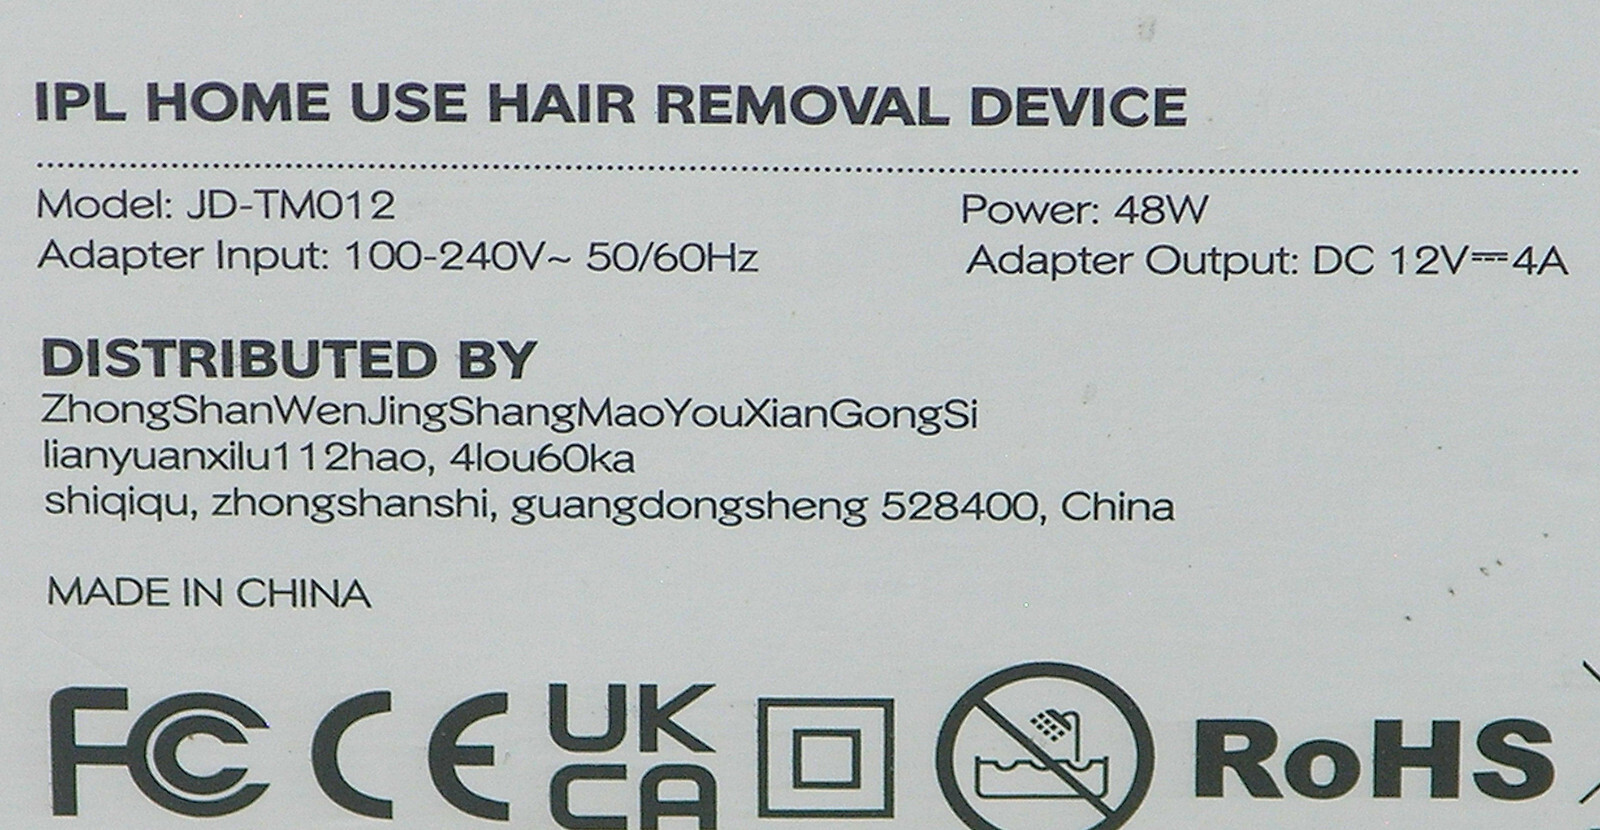 IPL HOME USE HAIR REMOVAL DEVICE
Model: JD-TM012 Power: 48W
Adapter Input: 100-240V~ 50/60Hz Adapter Output: DC 12V⎓4A
DISTRIBUTED BY
ZhongShanWenJingShangMaoYouXianGongSi
lianyuanxilu112hao, 4lou60ka
shiqiqu, zhongshanshi, guangdongsheng 528400, China
MADE IN CHINA
FC CE UK CA RoHS